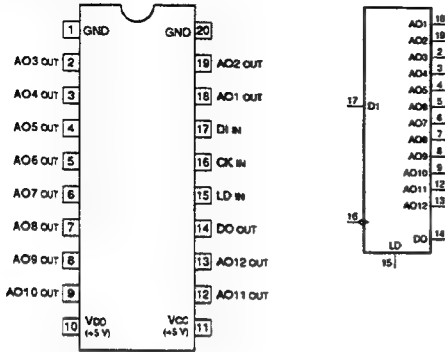 1 GND GND 20
AO3 OUT 2 19 AO2 OUT
AO4 OUT 3 18 AO1 OUT
AO5 OUT 4 17 DI IN
AO6 OUT 5 16 CK IN
AO7 OUT 6 15 LD IN
AO8 OUT 7 14 DO OUT
AO9 OUT 8 13 AO12 OUT
AO10 OUT 9 12 AO11 OUT
10 VDD VCC 11
(+5 V) (+5 V)
AO1 18
AO2 19
AO3 2
AO4 3
AO5 4
17 DI AO6 5
AO7 6
AO8 7
AO9 8
AO10 9
AO11 12
AO12 13
16
DO 14
LD
15